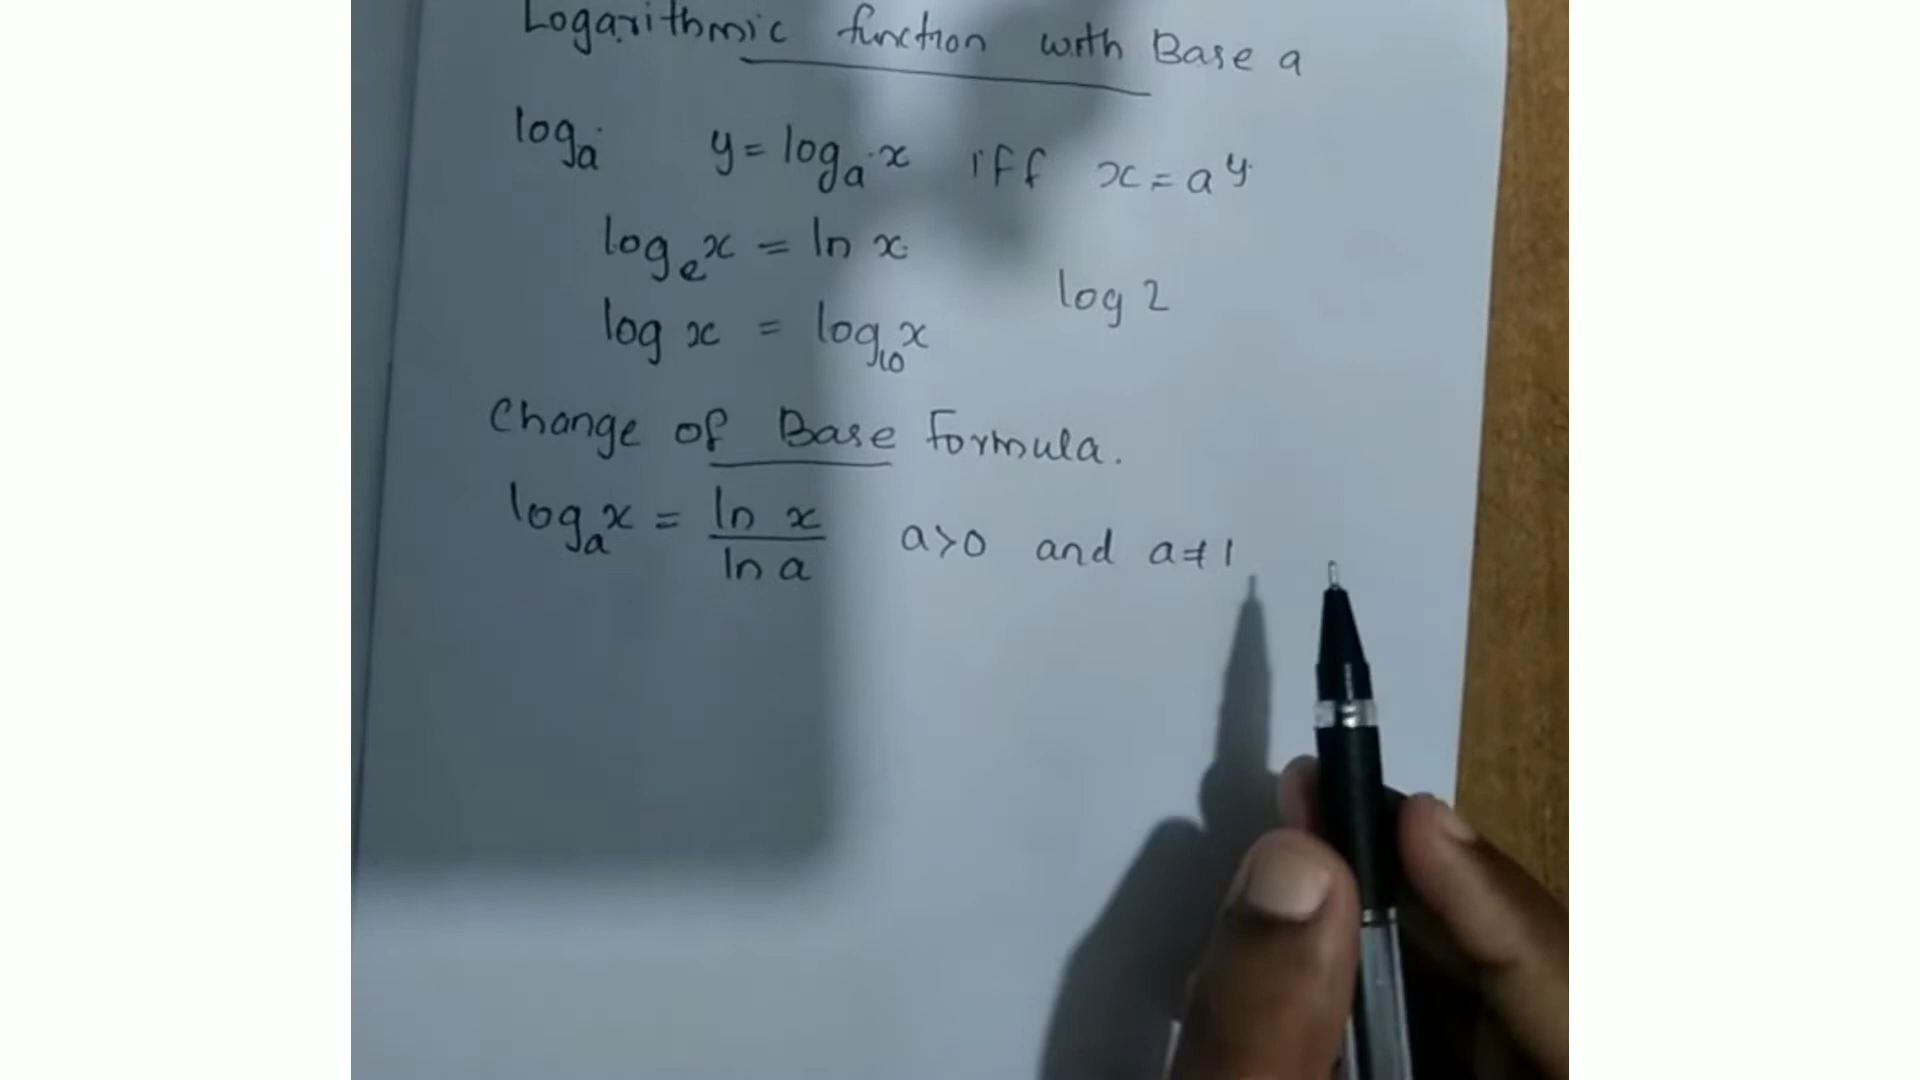 Logarithmic function with Base a
logₐ y = logₐ x iff x = a^y
logₑ x = ln x
log 2
log x = log₁₀ x
Change of Base Formula.
logₐ x = ln x / ln a a>0 and a≠1